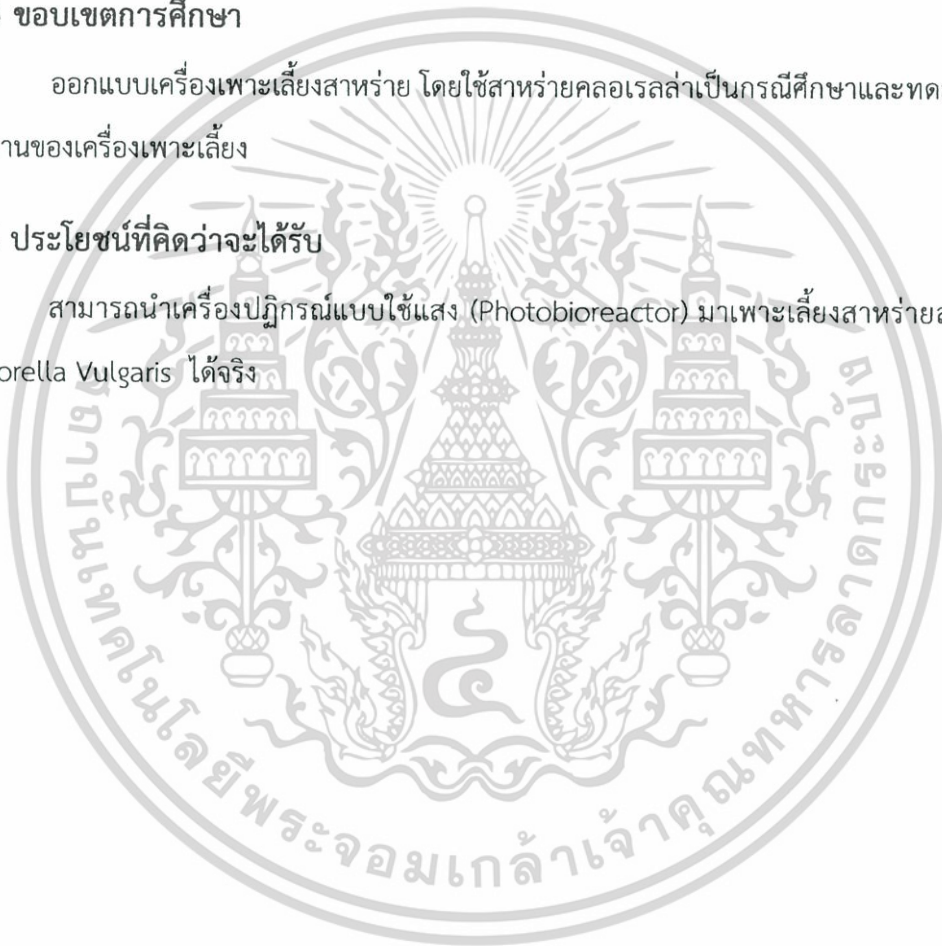 ขอบเขตการศึกษา
ออกแบบเครื่องเพาะเลี้ยงสาหร่าย โดยใช้สาหร่ายคลอเรลล่าเป็นกรณีศึกษาและทด
านของเครื่องเพาะเลี้ยง
ประโยชน์ที่คิดว่าจะได้รับ
สามารถนำเครื่องปฏิกรณ์แบบใช้แสง (Photobioreactor) มาเพาะเลี้ยงสาหร่ายส
orella Vulgaris ได้จริง
สถาบันเทคโนโลยีพระจอมเกล้าเจ้าคุณทหารลาดกระบัง
๔